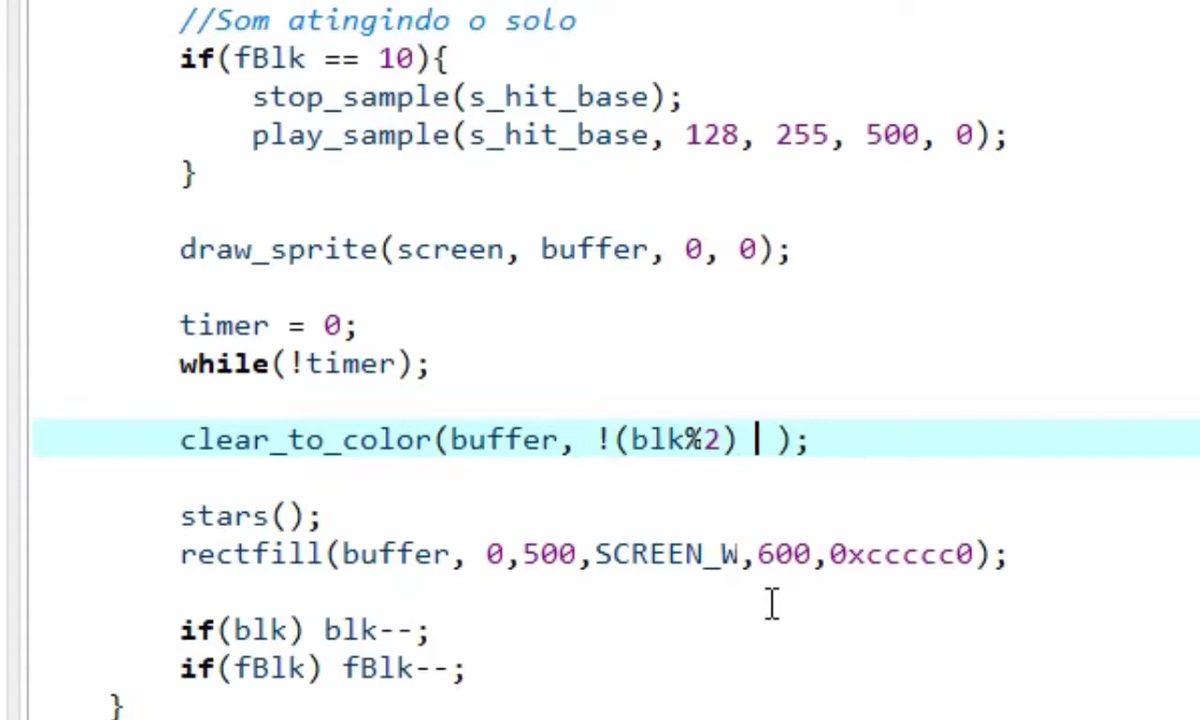 //Som atingindo o solo
if(fBlk == 10){
stop_sample(s_hit_base);
play_sample(s_hit_base, 128, 255, 500, 0);
}
draw_sprite(screen, buffer, 0, 0);
timer = 0;
while(!timer);
clear_to_color(buffer, !(blk%2) );
stars();
rectfill(buffer, 0,500,SCREEN_W,600,0xccccc0);
if(blk) blk--;
if(fBlk) fBlk--;
}